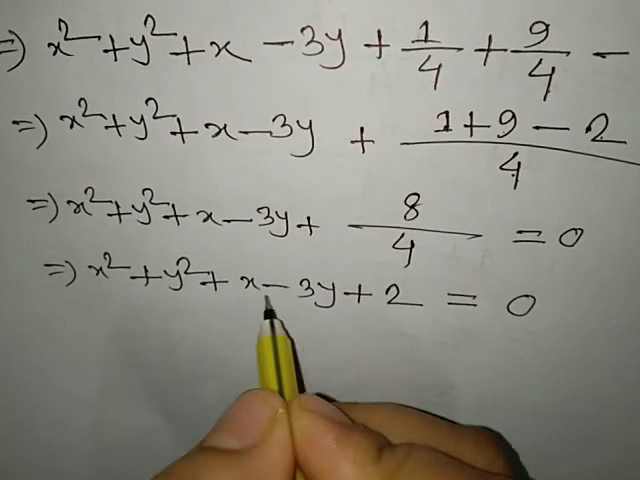 ⇒ x² + y² + x − 3y + 1/4 + 9/4 −
⇒ x² + y² + x − 3y + (1 + 9 − 2)/4
⇒ x² + y² + x − 3y + 8/4 = 0
⇒ x² + y² + x − 3y + 2 = 0